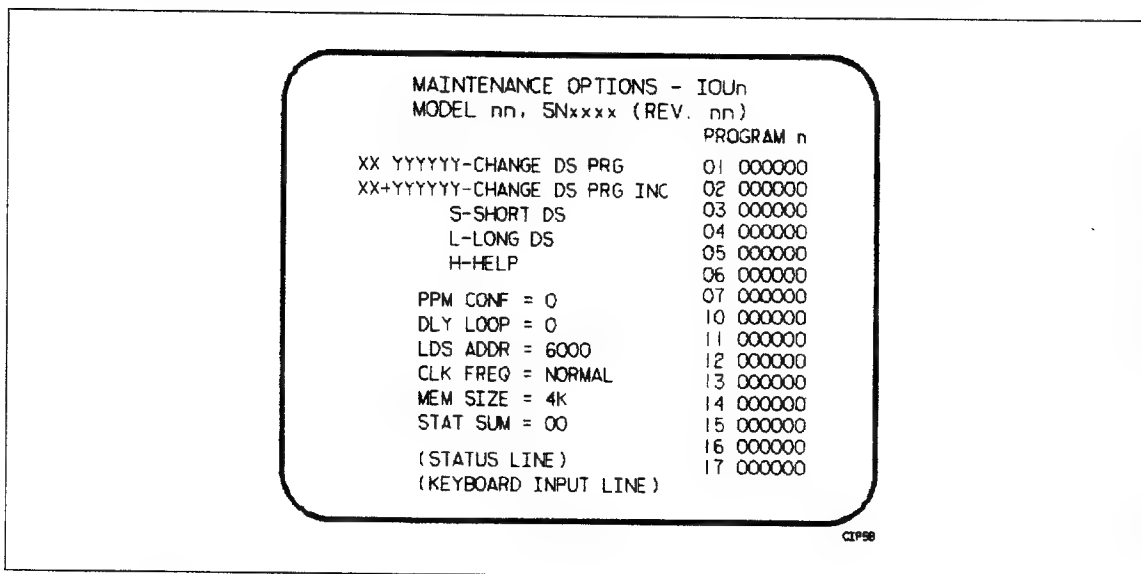 MAINTENANCE OPTIONS - IOUn
MODEL nn, SNxxxx (REV. nn)
PROGRAM n
XX YYYYYY-CHANGE DS PRG
XX+YYYYYY-CHANGE DS PRG INC
S-SHORT DS
L-LONG DS
H-HELP
PPM CONF = 0
DLY LOOP = 0
LDS ADDR = 6000
CLK FREQ = NORMAL
MEM SIZE = 4K
STAT SUM = 00
(STATUS LINE)
(KEYBOARD INPUT LINE)
01 000000
02 000000
03 000000
04 000000
05 000000
06 000000
07 000000
10 000000
11 000000
12 000000
13 000000
14 000000
15 000000
16 000000
17 000000
CIP58